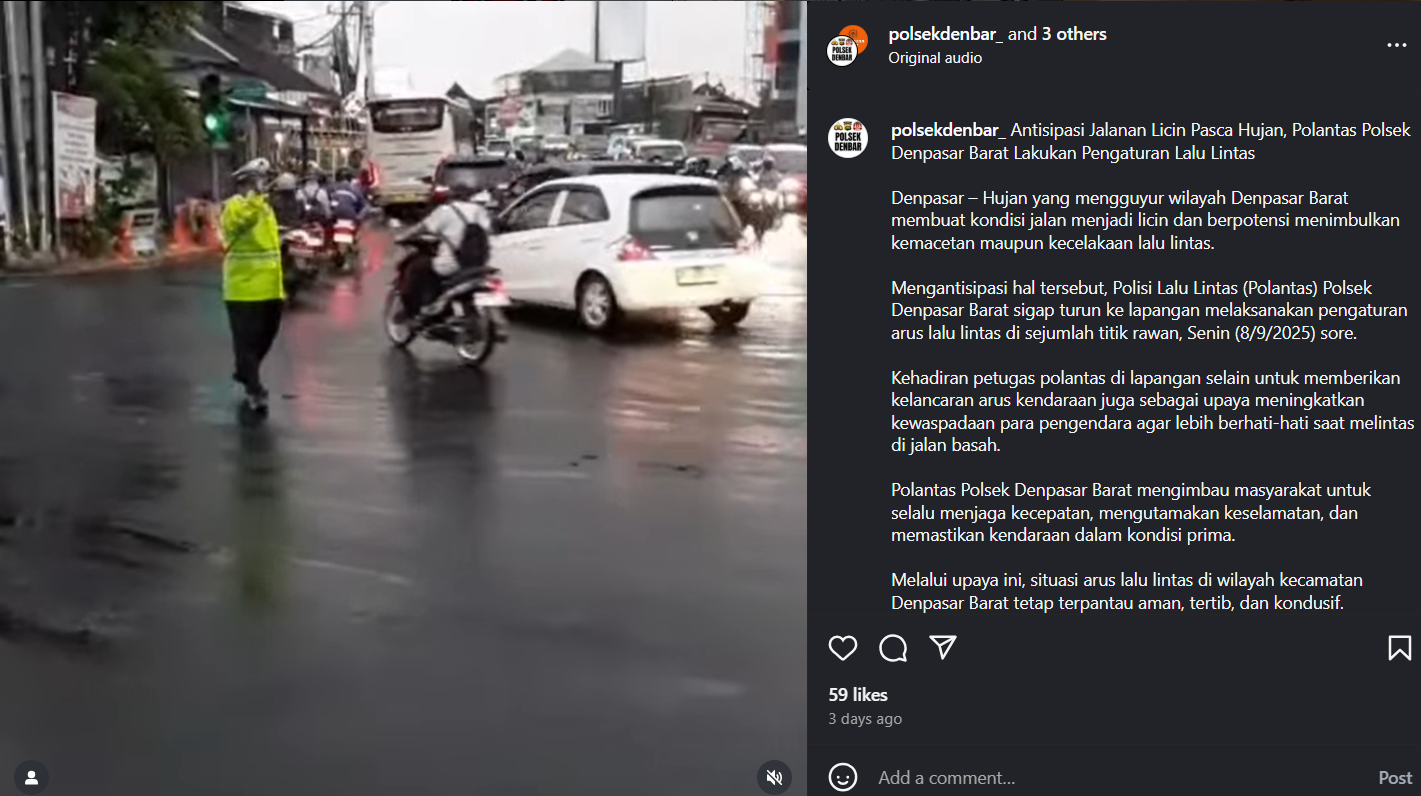 polsekdenbar_ and 3 others
Original audio
POLSEK
DENBAR
polsekdenbar_ Antisipasi Jalanan Licin Pasca Hujan, Polantas Polsek
Denpasar Barat Lakukan Pengaturan Lalu Lintas
POLSEK
DENBAR
Denpasar – Hujan yang mengguyur wilayah Denpasar Barat
membuat kondisi jalan menjadi licin dan berpotensi menimbulkan
kemacetan maupun kecelakaan lalu lintas.
Mengantisipasi hal tersebut, Polisi Lalu Lintas (Polantas) Polsek
Denpasar Barat sigap turun ke lapangan melaksanakan pengaturan
arus lalu lintas di sejumlah titik rawan, Senin (8/9/2025) sore.
Kehadiran petugas polantas di lapangan selain untuk memberikan
kelancaran arus kendaraan juga sebagai upaya meningkatkan
kewaspadaan para pengendara agar lebih berhati-hati saat melintas
di jalan basah.
Polantas Polsek Denpasar Barat mengimbau masyarakat untuk
selalu menjaga kecepatan, mengutamakan keselamatan, dan
memastikan kendaraan dalam kondisi prima.
Melalui upaya ini, situasi arus lalu lintas di wilayah kecamatan
Denpasar Barat tetap terpantau aman, tertib, dan kondusif.
59 likes
3 days ago
Add a comment...
Post